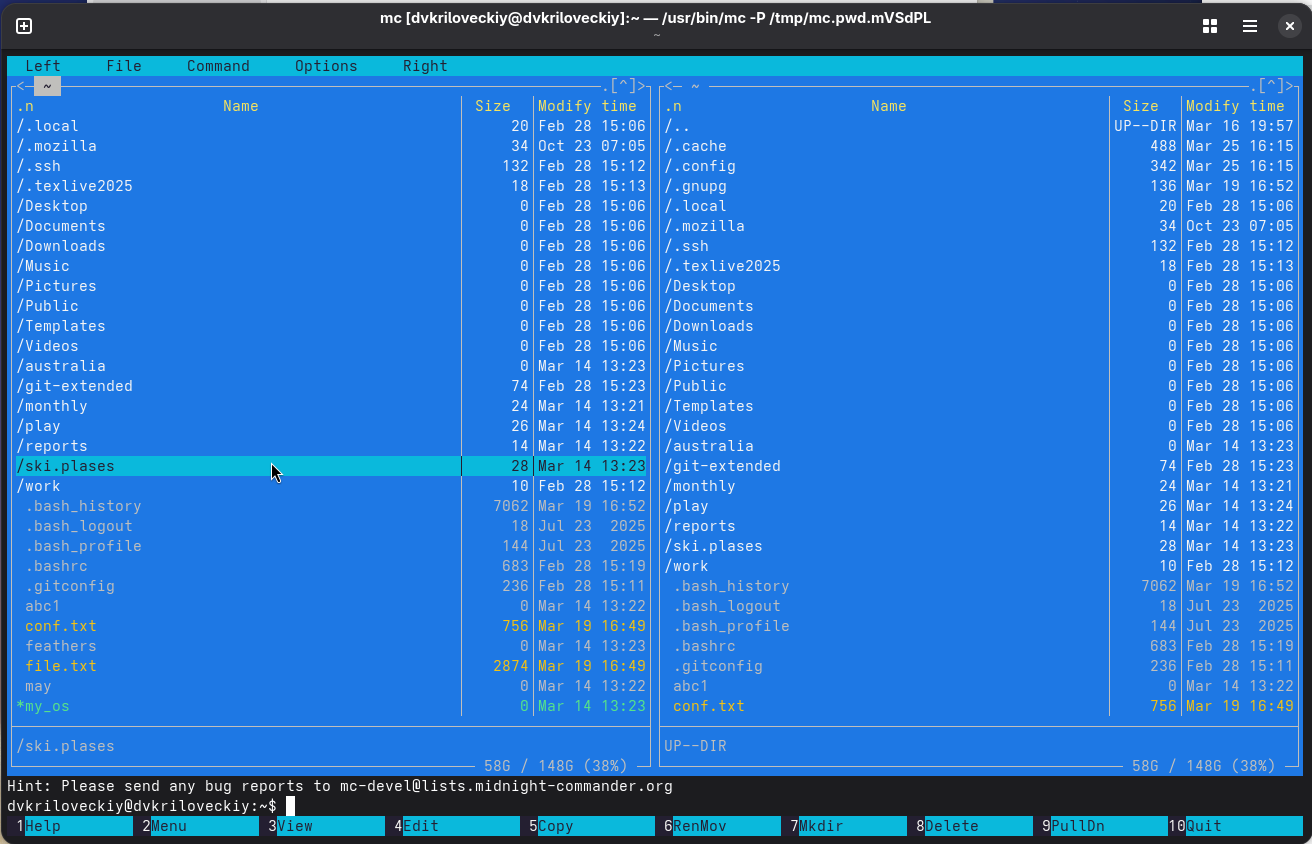 mc [dvkriloveckiy@dvkriloveckiy]:~ — /usr/bin/mc -P /tmp/mc.pwd.mVSdPL
~
Left File Command Options Right
<— ~ .[^]> <— ~ .[^]>
.n Name Size Modify time .n Name Size Modify time
/.local 20 Feb 28 15:06 /.. UP--DIR Mar 16 19:57
/.mozilla 34 Oct 23 07:05 /.cache 488 Mar 25 16:15
/.ssh 132 Feb 28 15:12 /.config 342 Mar 25 16:15
/.texlive2025 18 Feb 28 15:13 /.gnupg 136 Mar 19 16:52
/Desktop 0 Feb 28 15:06 /.local 20 Feb 28 15:06
/Documents 0 Feb 28 15:06 /.mozilla 34 Oct 23 07:05
/Downloads 0 Feb 28 15:06 /.ssh 132 Feb 28 15:12
/Music 0 Feb 28 15:06 /.texlive2025 18 Feb 28 15:13
/Pictures 0 Feb 28 15:06 /Desktop 0 Feb 28 15:06
/Public 0 Feb 28 15:06 /Documents 0 Feb 28 15:06
/Templates 0 Feb 28 15:06 /Downloads 0 Feb 28 15:06
/Videos 0 Feb 28 15:06 /Music 0 Feb 28 15:06
/australia 0 Mar 14 13:23 /Pictures 0 Feb 28 15:06
/git-extended 74 Feb 28 15:23 /Public 0 Feb 28 15:06
/monthly 24 Mar 14 13:21 /Templates 0 Feb 28 15:06
/play 26 Mar 14 13:24 /Videos 0 Feb 28 15:06
/reports 14 Mar 14 13:22 /australia 0 Mar 14 13:23
/ski.plases 28 Mar 14 13:23 /git-extended 74 Feb 28 15:23
/work 10 Feb 28 15:12 /monthly 24 Mar 14 13:21
.bash_history 7062 Mar 19 16:52 /play 26 Mar 14 13:24
.bash_logout 18 Jul 23 2025 /reports 14 Mar 14 13:22
.bash_profile 144 Jul 23 2025 /ski.plases 28 Mar 14 13:23
.bashrc 683 Feb 28 15:19 /work 10 Feb 28 15:12
.gitconfig 236 Feb 28 15:11 .bash_history 7062 Mar 19 16:52
abc1 0 Mar 14 13:22 .bash_logout 18 Jul 23 2025
conf.txt 756 Mar 19 16:49 .bash_profile 144 Jul 23 2025
feathers 0 Mar 14 13:23 .bashrc 683 Feb 28 15:19
file.txt 2874 Mar 19 16:49 .gitconfig 236 Feb 28 15:11
may 0 Mar 14 13:22 abc1 0 Mar 14 13:22
*my_os 0 Mar 14 13:23 conf.txt 756 Mar 19 16:49
/ski.plases UP--DIR
58G / 148G (38%) 58G / 148G (38%)
Hint: Please send any bug reports to mc-devel@lists.midnight-commander.org
dvkriloveckiy@dvkriloveckiy:~$
1Help 2Menu 3View 4Edit 5Copy 6RenMov 7Mkdir 8Delete 9PullDn 10Quit